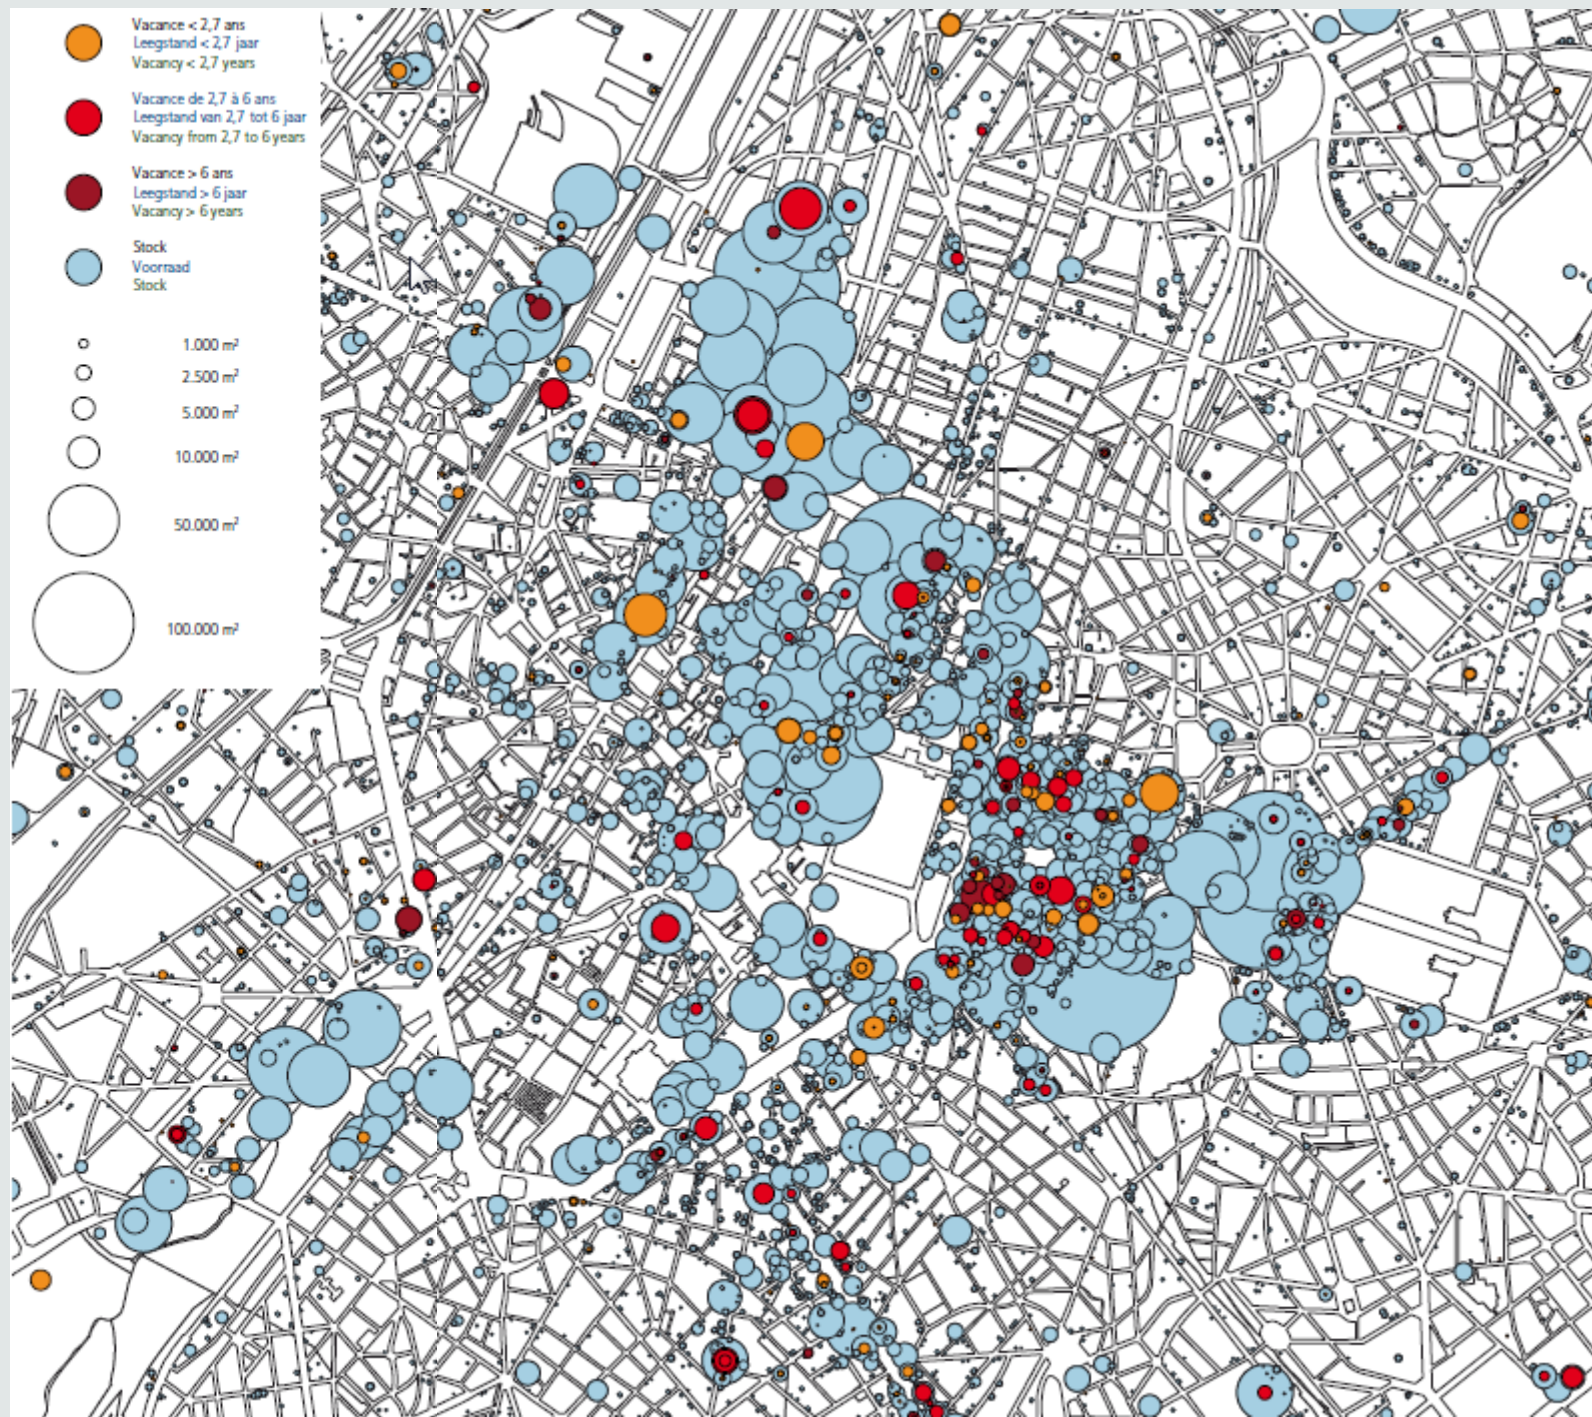 Vacance < 2,7 ans
Leegstand < 2,7 jaar
Vacancy < 2,7 years
Vacance de 2,7 à 6 ans
Leegstand van 2,7 tot 6 jaar
Vacancy from 2,7 to 6 years
Vacance > 6 ans
Leegstand > 6 jaar
Vacancy > 6 years
Stock
Voorraad
Stock
1.000 m²
2.500 m²
5.000 m²
10.000 m²
50.000 m²
100.000 m²